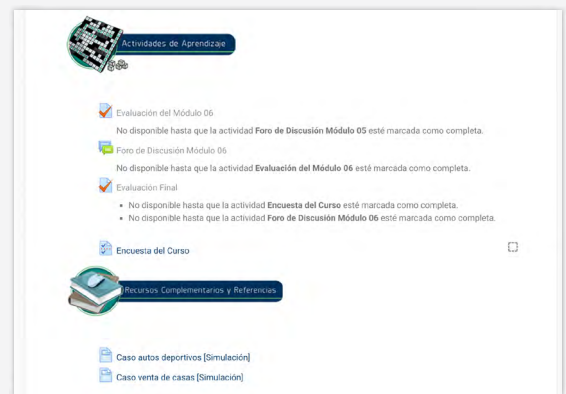 Actividades de Aprendizaje
Evaluación del Módulo 06
No disponible hasta que la actividad Foro de Discusión Módulo 05 esté marcada como completa.
Foro de Discusión Módulo 06
No disponible hasta que la actividad Evaluación del Módulo 06 esté marcada como completa.
Evaluación Final
• No disponible hasta que la actividad Encuesta del Curso esté marcada como completa.
• No disponible hasta que la actividad Foro de Discusión Módulo 06 esté marcada como completa.
Encuesta del Curso
Recursos Complementarios y Referencias
Caso autos deportivos [Simulación]
Caso venta de casas [Simulación]